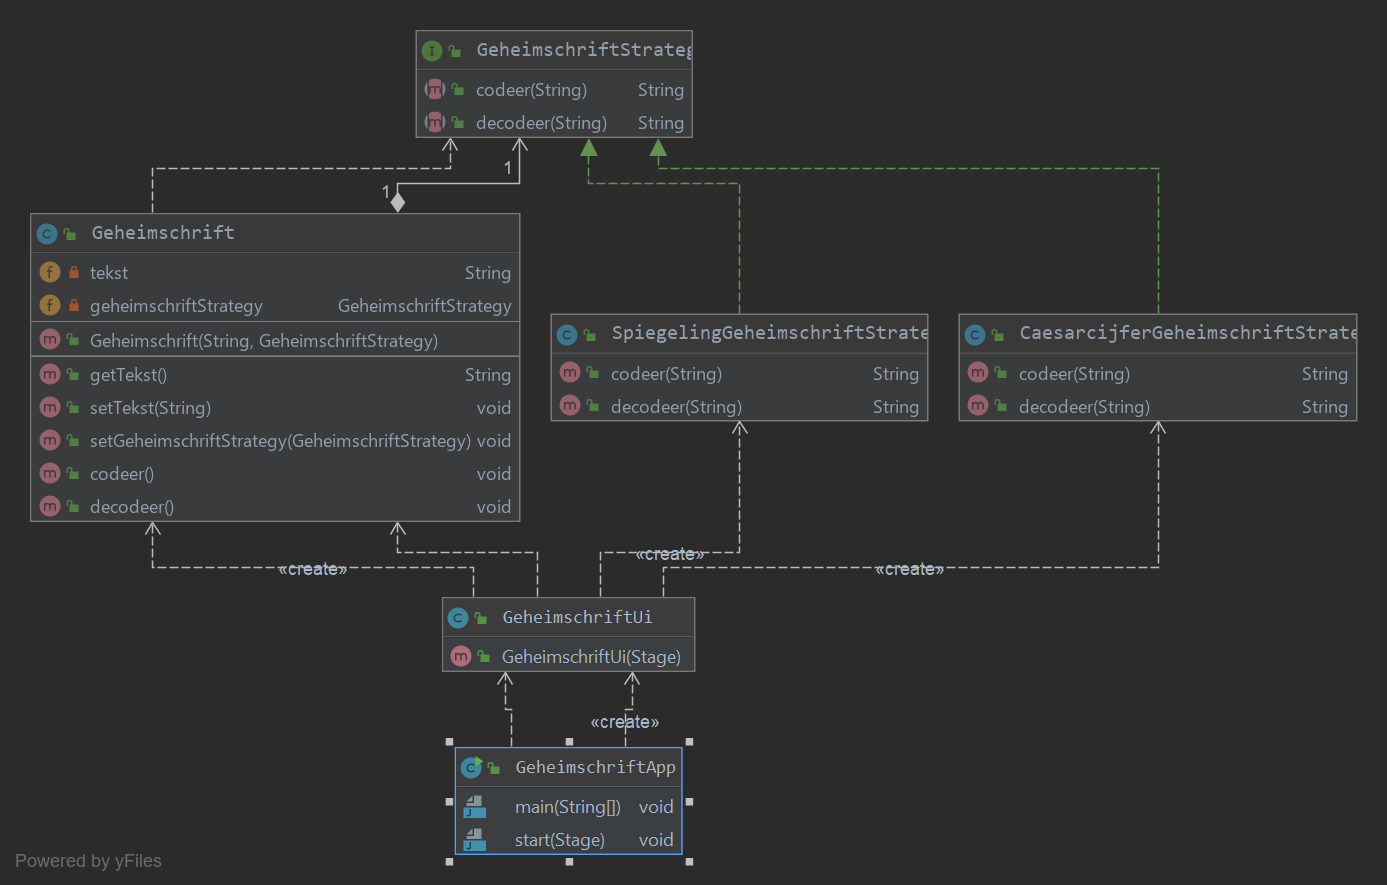 GeheimschriftStrateg
codeer(String) String
decodeer(String) String
1
1
Geheimschrift
tekst String
geheimschriftStrategy GeheimschriftStrategy
Geheimschrift(String, GeheimschriftStrategy)
getTekst() String
setTekst(String) void
setGeheimschriftStrategy(GeheimschriftStrategy) void
codeer() void
decodeer() void
SpiegelingGeheimschriftStrate
codeer(String) String
decodeer(String) String
CaesarcijferGeheimschriftStrate
codeer(String) String
decodeer(String) String
«create»
«create»
«create»
GeheimschriftUi
GeheimschriftUi(Stage)
«create»
GeheimschriftApp
main(String[]) void
start(Stage) void
Powered by yFiles